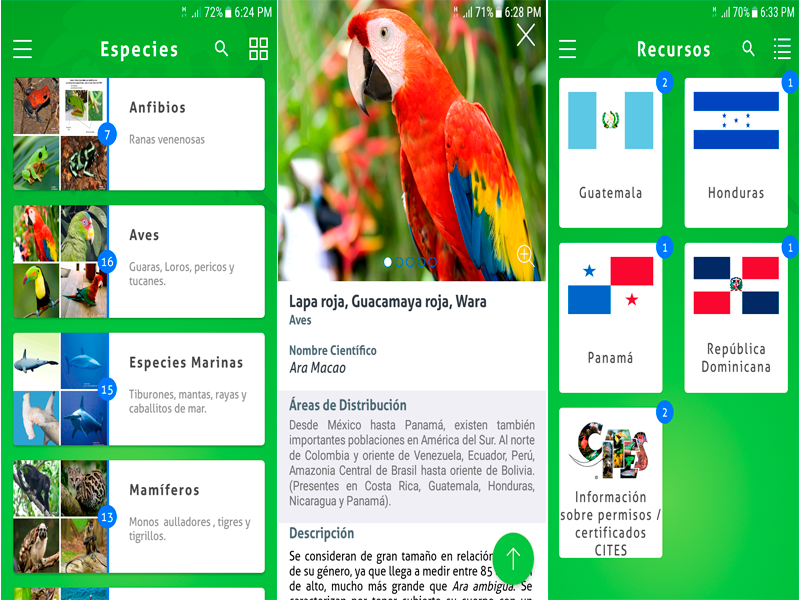 72% 6:24 PM
Especies
Anfibios
Ranas venenosas
7
Aves
Guaras, Loros, pericos y
tucanes.
16
Especies Marinas
Tiburones, mantas, rayas y
caballitos de mar.
15
Mamíferos
Monos aulladores , tigres y
tigrillos.
13
71% 6:28 PM
Lapa roja, Guacamaya roja, Wara
Aves
Nombre Científico
Ara Macao
Áreas de Distribución
Desde México hasta Panamá, existen también
importantes poblaciones en América del Sur. Al norte
de Colombia y oriente de Venezuela, Ecuador, Perú,
Amazonia Central de Brasil hasta oriente de Bolivia.
(Presentes en Costa Rica, Guatemala, Honduras,
Nicaragua y Panamá).
Descripción
Se consideran de gran tamaño en relación
de su género, ya que llega a medir entre 85
de alto, mucho más grande que Ara ambigua. Se
70% 6:33 PM
Recursos
2
Guatemala
1
Honduras
1
Panamá
1
República
Dominicana
2
CITES
Información
sobre permisos /
certificados
CITES